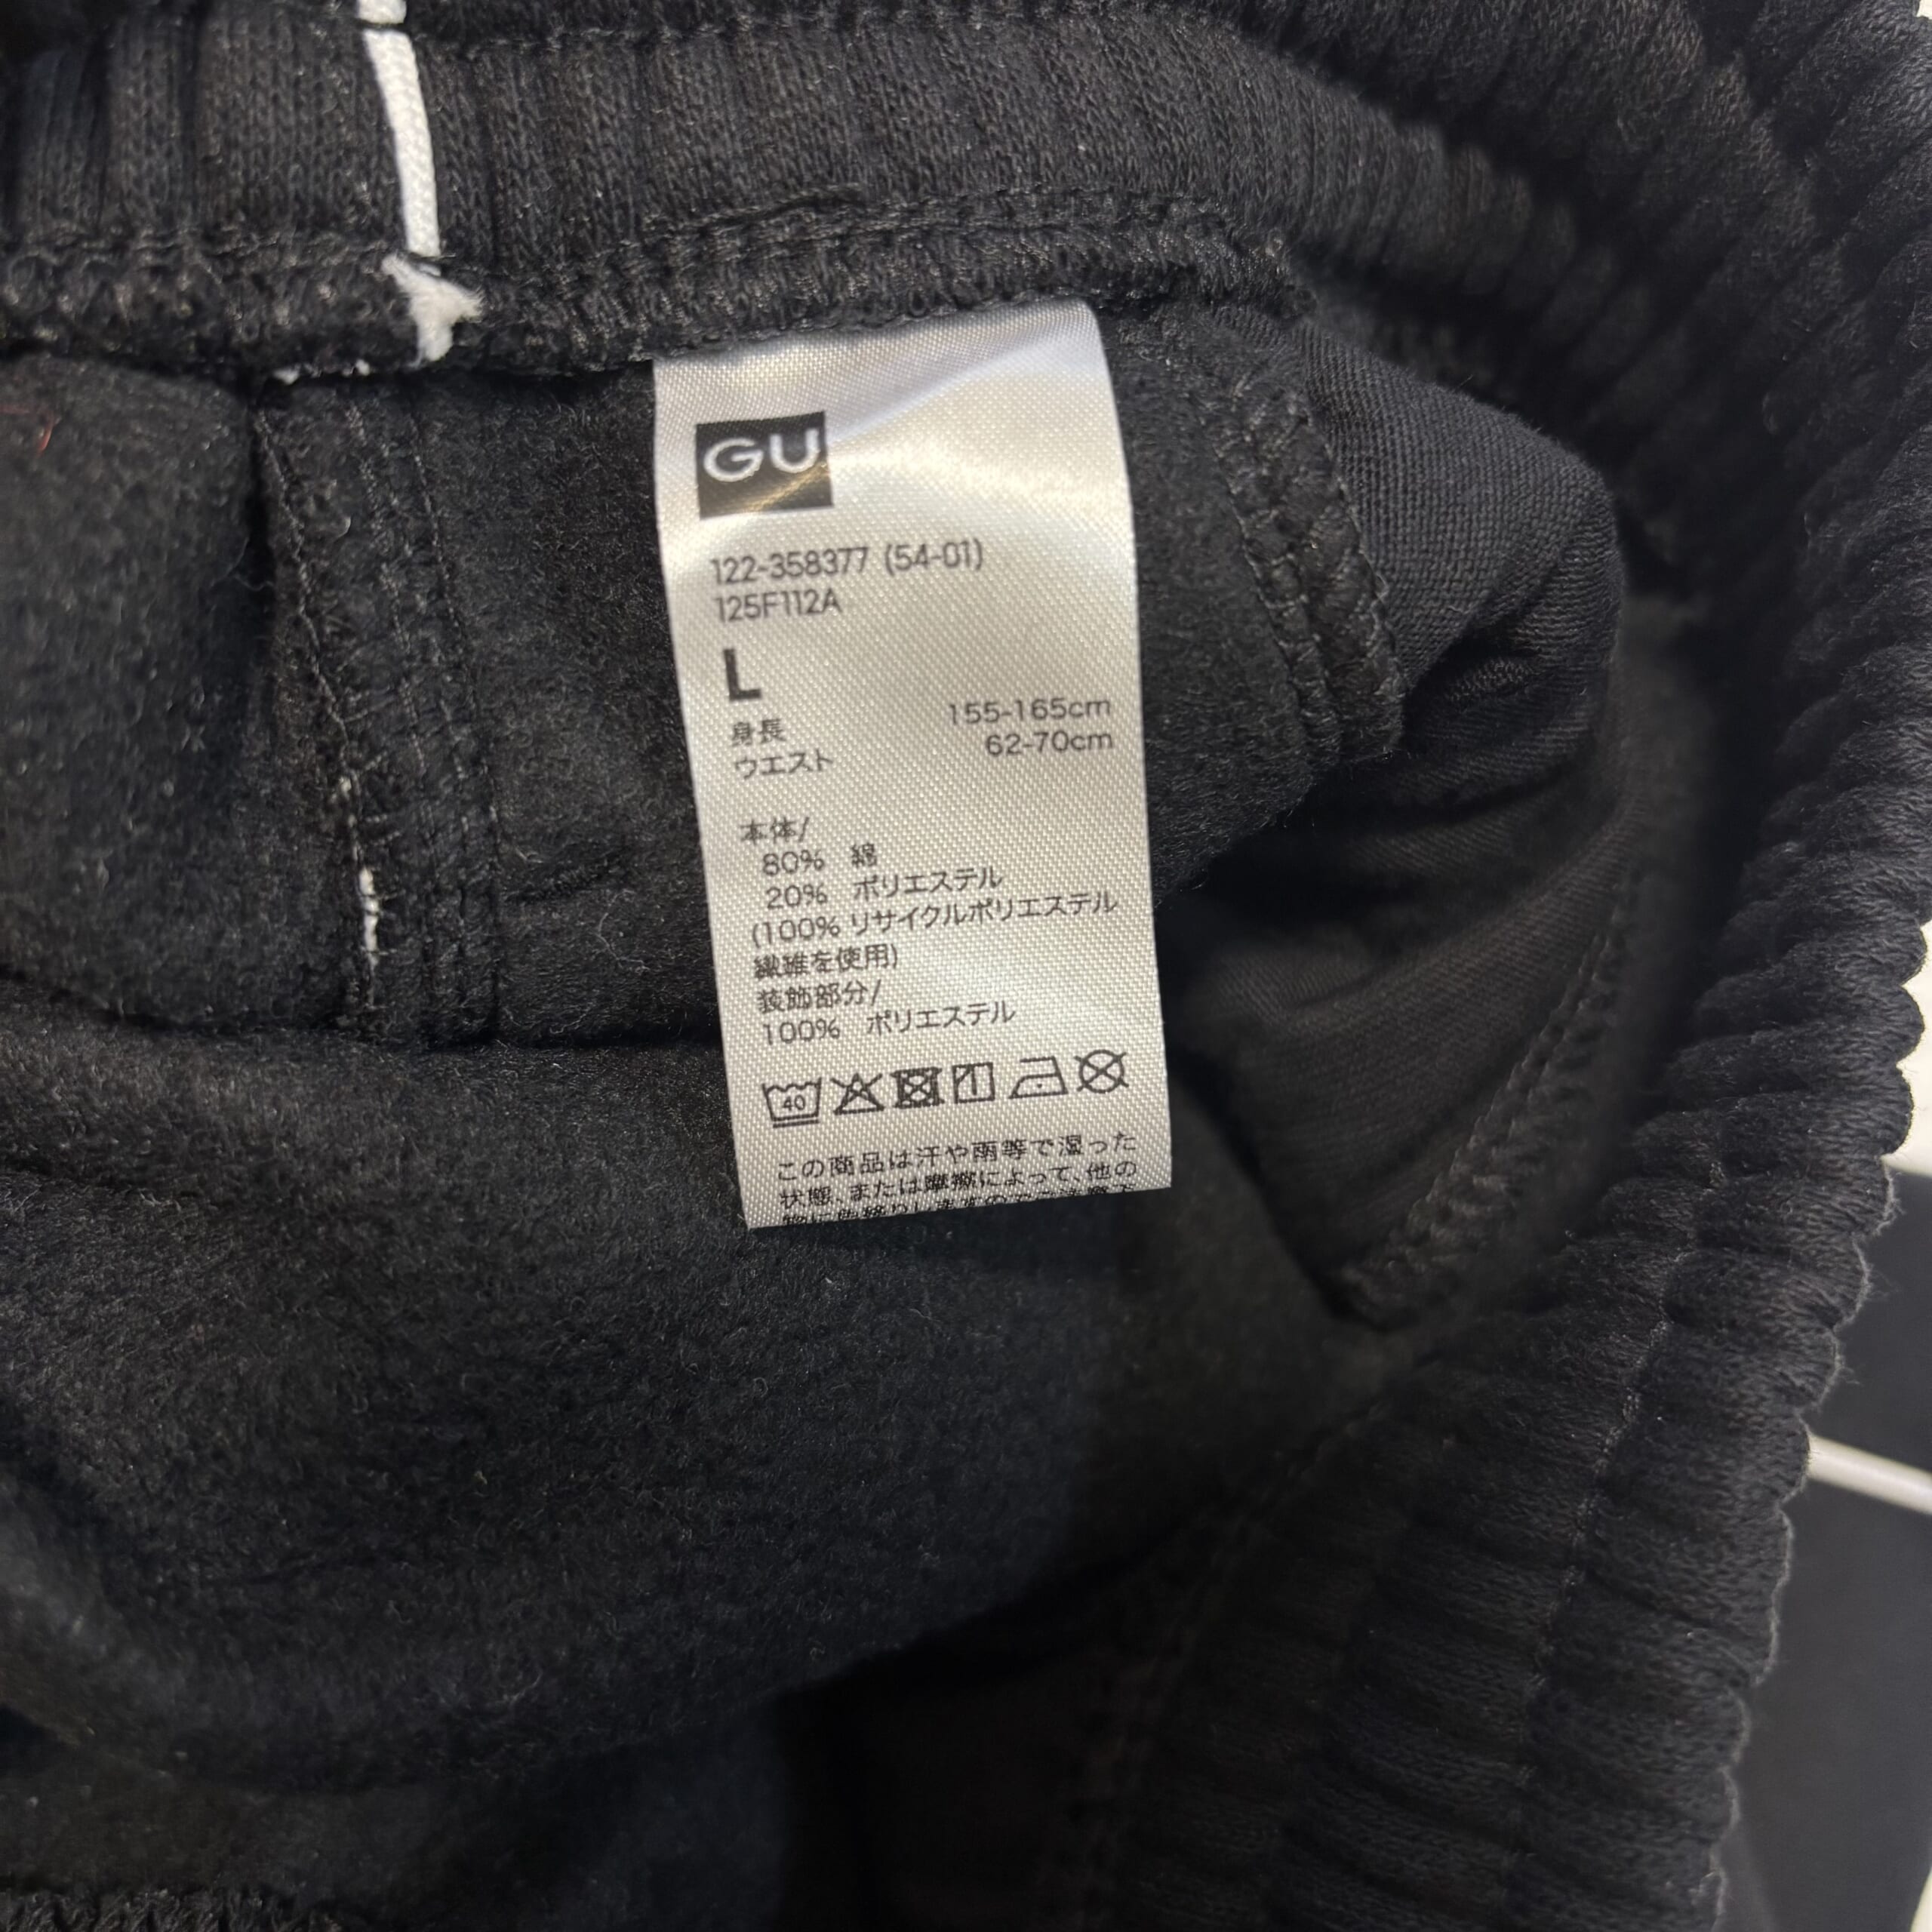 GU
122-358377 (54-01)
125F112A
L
身長 155-165cm
ウエスト 62-70cm
本体/
80% 綿
20% ポリエステル
(100% リサイクルポリエステル
繊維を使用)
装飾部分/
100% ポリエステル
40
この商品は汗や雨等で湿った
状態、または摩擦によって、他の